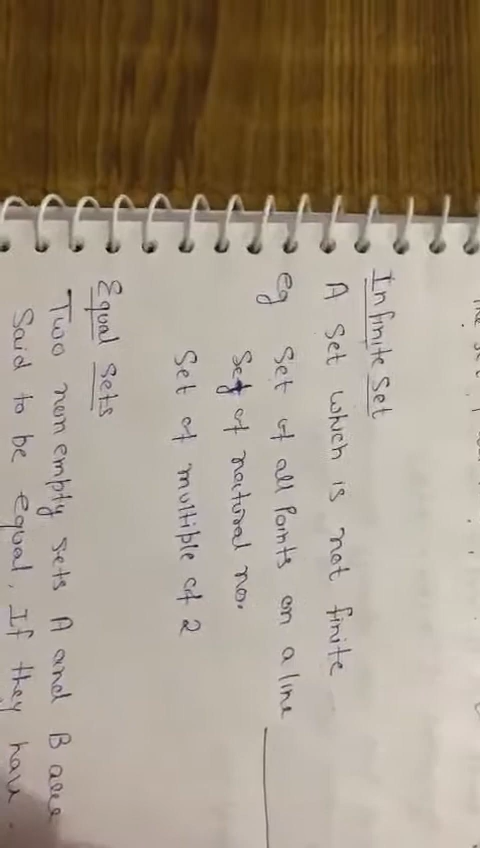 Infinite Set
A set which is not finite
eg Set of all Points on a line
Set of natural no.
Set of multiple of 2
Equal Sets
Two non empty sets A and B are
Said to be equal, If they have